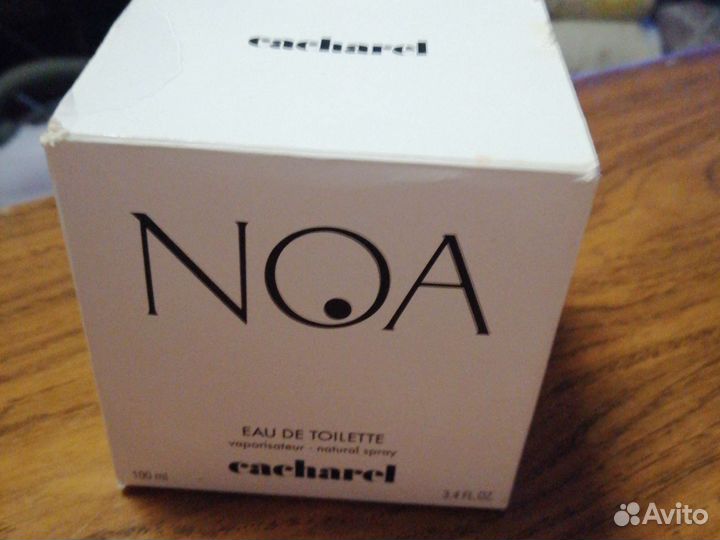 cacharel
NOA
EAU DE TOILETTE
vaporisateur · natural spray
cacharel
100 ml 3.4 FL.OZ.
Avito